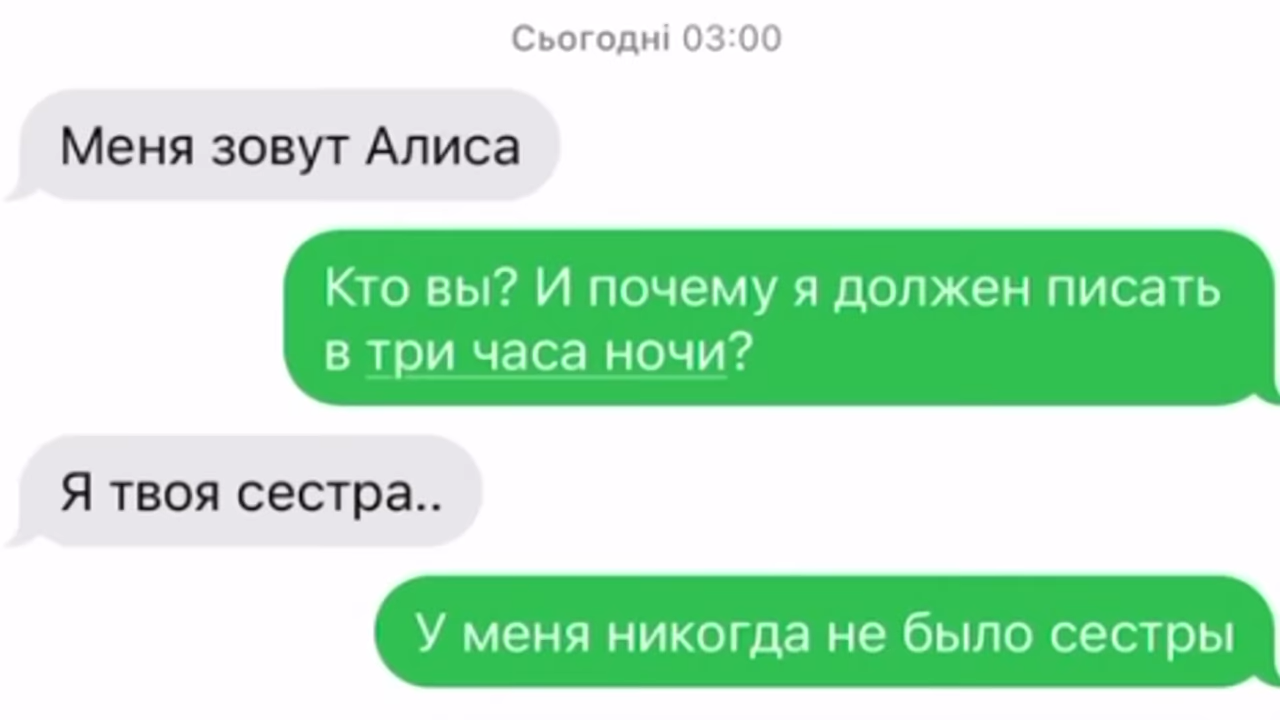 Сьогодні 03:00
Меня зовут Алиса
Кто вы? И почему я должен писать
в три часа ночи?
Я твоя сестра..
У меня никогда не было сестры